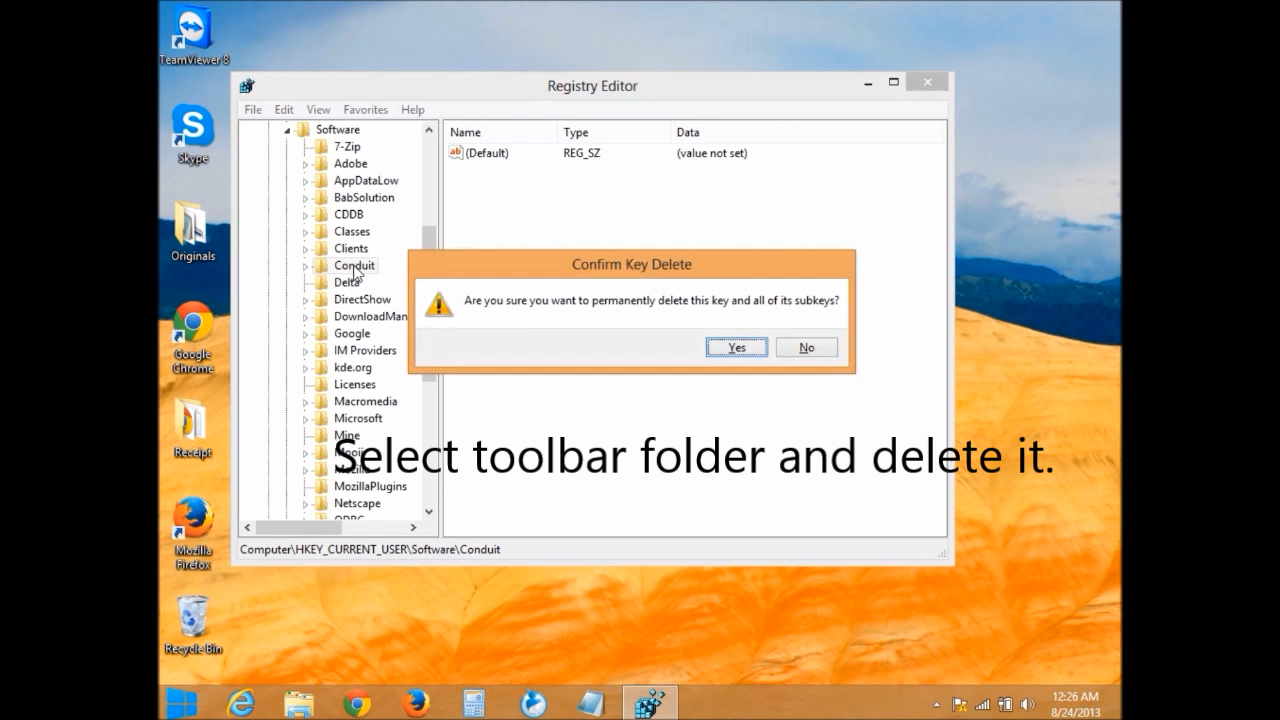 TeamViewer 8
Skype
Originals
Google
Chrome
Receipt
Mozilla
Firefox
Recycle Bin
Registry Editor
File Edit View Favorites Help
Software
7-Zip
Adobe
AppDataLow
BabSolution
CDDB
Classes
Clients
Conduit
Delta
DirectShow
DownloadMan
Google
IM Providers
kde.org
Licenses
Macromedia
Microsoft
Mine
Mozilla
MozillaPlugins
Netscape
ODBC
Name Type Data
(Default) REG_SZ (value not set)
Confirm Key Delete
Are you sure you want to permanently delete this key and all of its subkeys?
Yes No
Select toolbar folder and delete it.
Computer\HKEY_CURRENT_USER\Software\Conduit
12:26 AM
8/24/2013